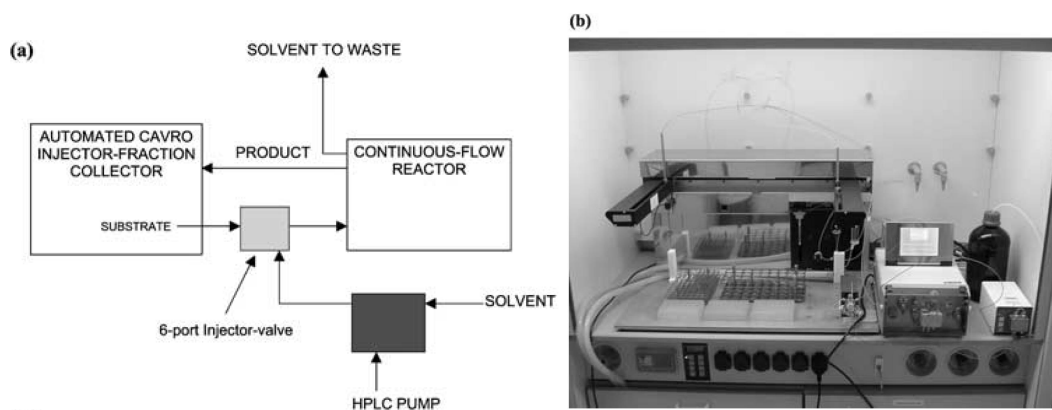 (a)
SOLVENT TO WASTE
AUTOMATED CAVRO
INJECTOR-FRACTION
COLLECTOR
PRODUCT
CONTINUOUS-FLOW
REACTOR
SUBSTRATE
6-port Injector-valve
SOLVENT
HPLC PUMP
(b)